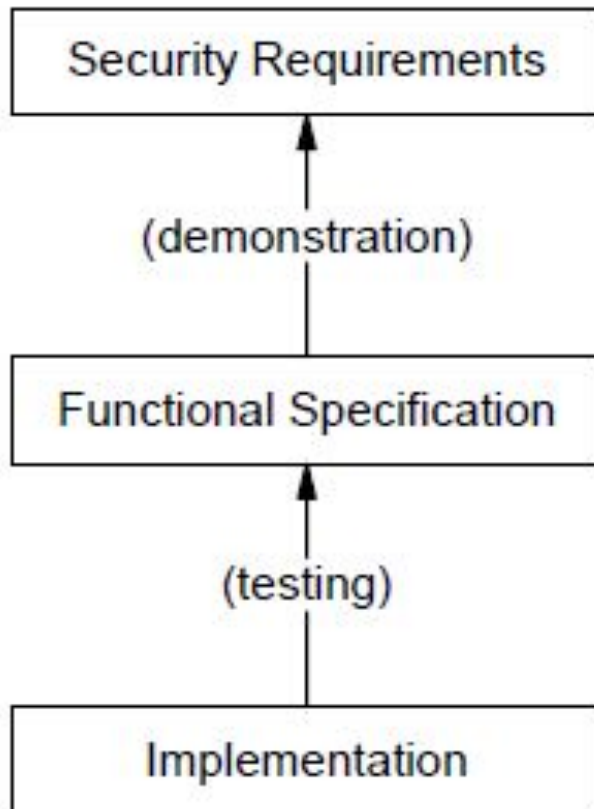 Security Requirements
(demonstration)
Functional Specification
(testing)
Implementation